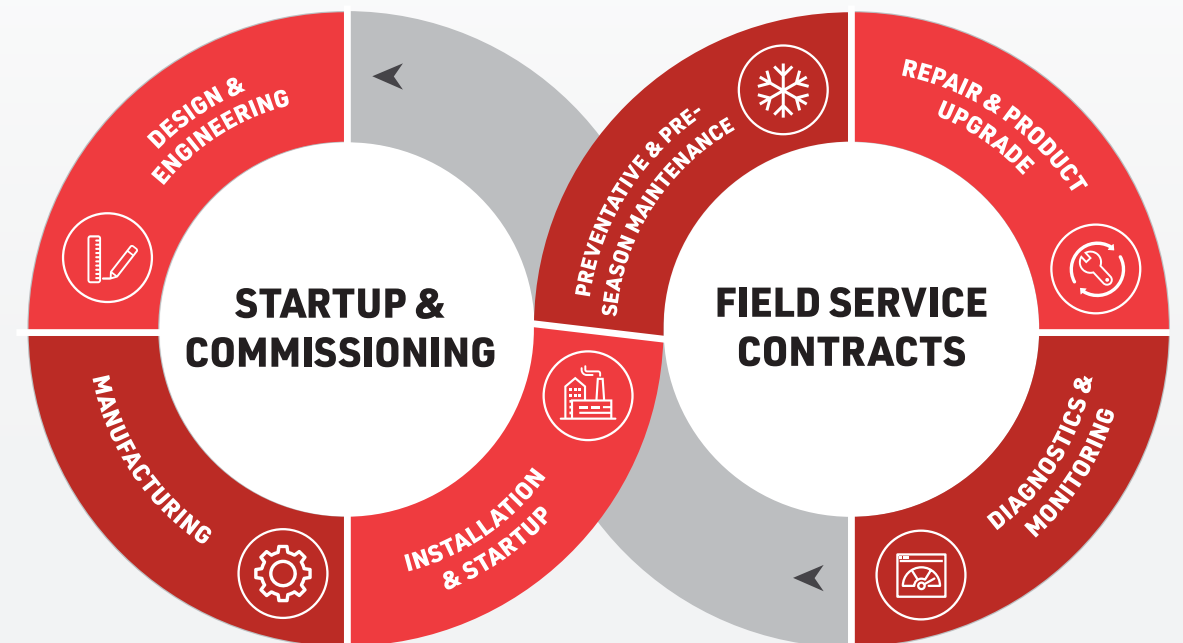 DESIGN &
ENGINEERING
MANUFACTURING
INSTALLATION
& STARTUP
STARTUP &
COMMISSIONING
PREVENTATIVE & PRE-
SEASON MAINTENANCE
REPAIR & PRODUCT
UPGRADE
DIAGNOSTICS &
MONITORING
FIELD SERVICE
CONTRACTS